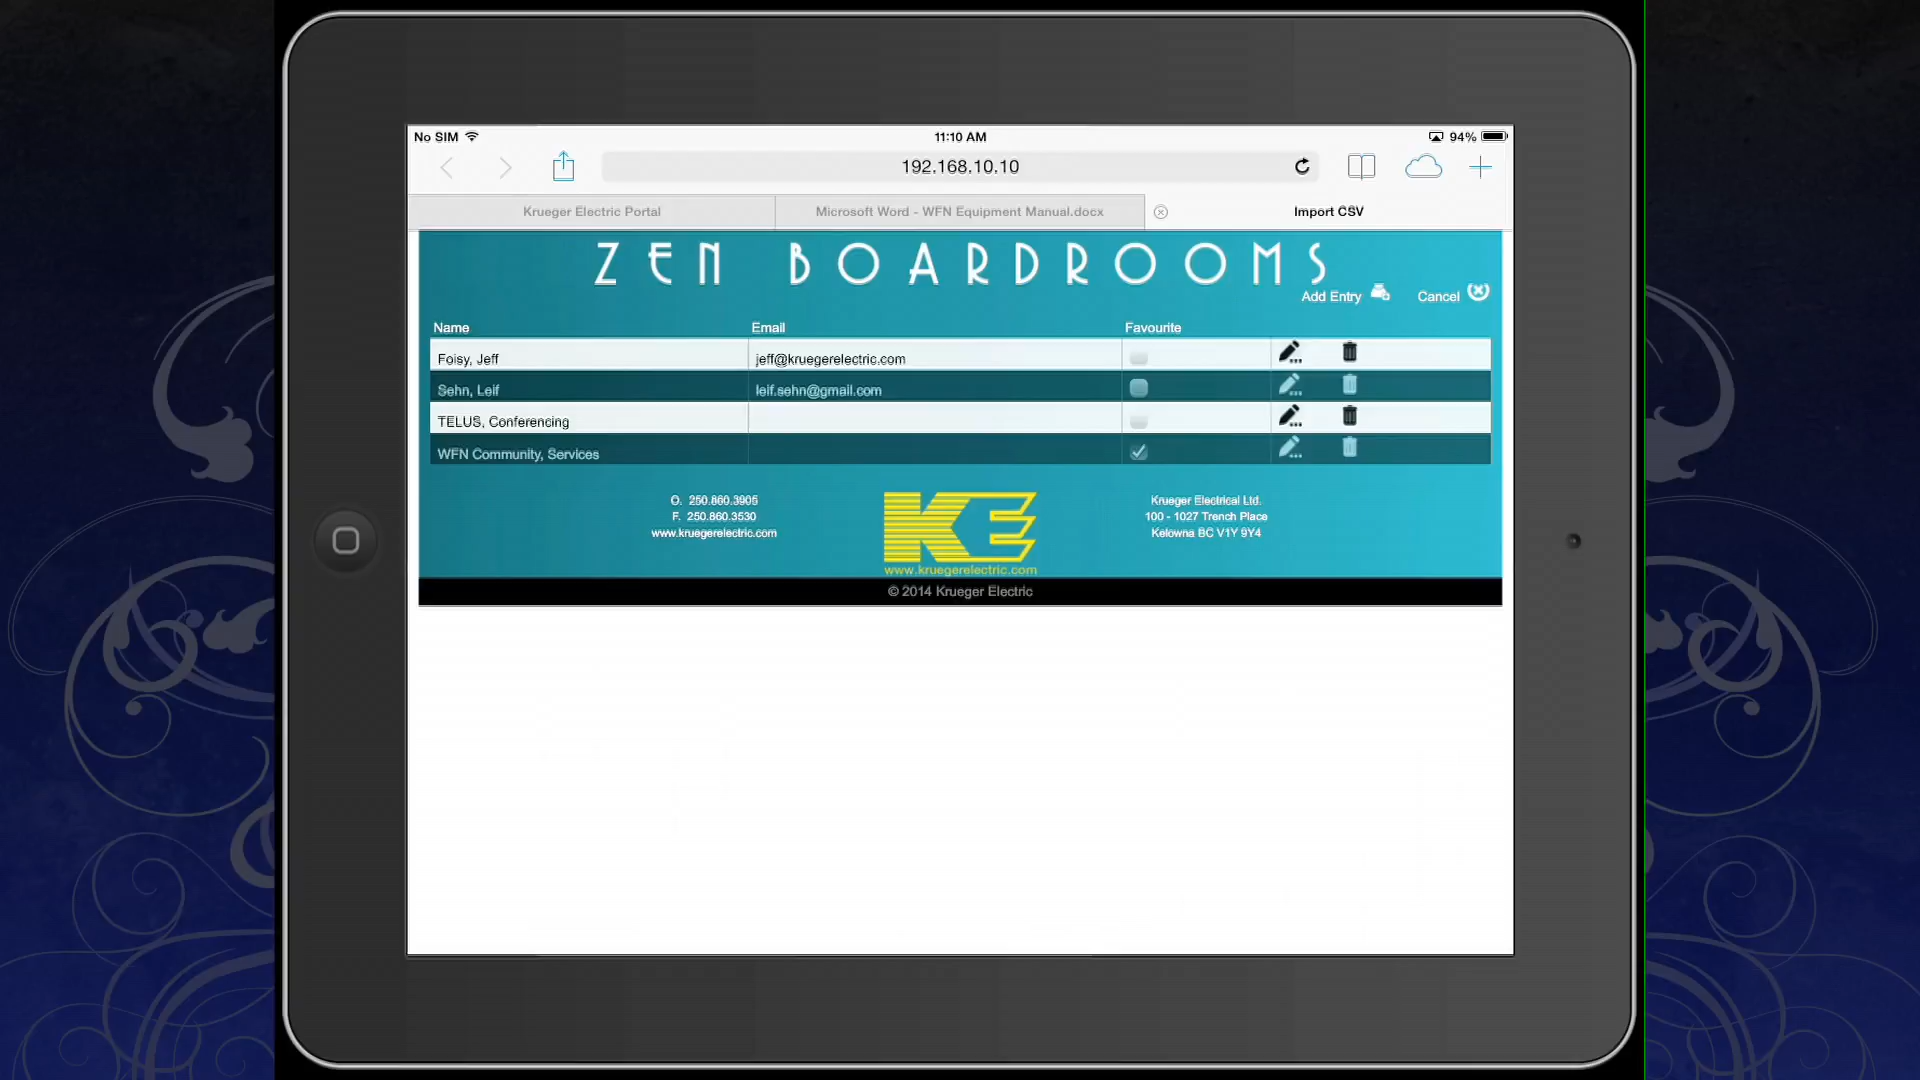 No SIM
11:10 AM
94%
192.168.10.10
Krueger Electric Portal
Microsoft Word - WFN Equipment Manual.docx
Import CSV
ZEN BOARDROOMS
Add Entry
Cancel
Name Email Favourite
Foisy, Jeff jeff@kruegerelectric.com
Sehn, Leif leif.sehn@gmail.com
TELUS, Conferencing
WFN Community, Services
O. 250.860.3905
F. 250.860.3530
www.kruegerelectric.com
KE
www.kruegerelectric.com
Krueger Electrical Ltd.
100 - 1027 Trench Place
Kelowna BC V1Y 9Y4
© 2014 Krueger Electric